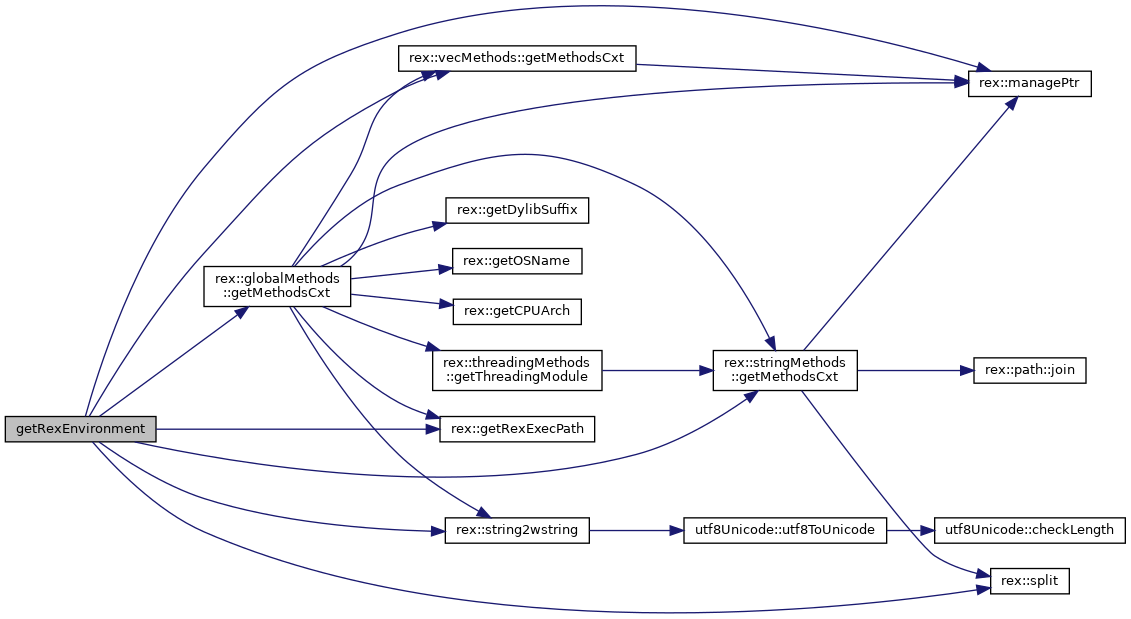 rex::vecMethods::getMethodsCxt
rex::managePtr
rex::getDylibSuffix
rex::getOSName
rex::globalMethods
::getMethodsCxt
rex::getCPUArch
rex::threadingMethods
::getThreadingModule
rex::stringMethods
::getMethodsCxt
rex::path::join
getRexEnvironment
rex::getRexExecPath
rex::string2wstring
utf8Unicode::utf8ToUnicode
utf8Unicode::checkLength
rex::split